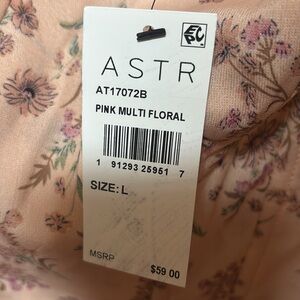 ASTR
AT17072B
PINK MULTI FLORAL
1 91293 25951 7
SIZE: L
MSRP
$59.00